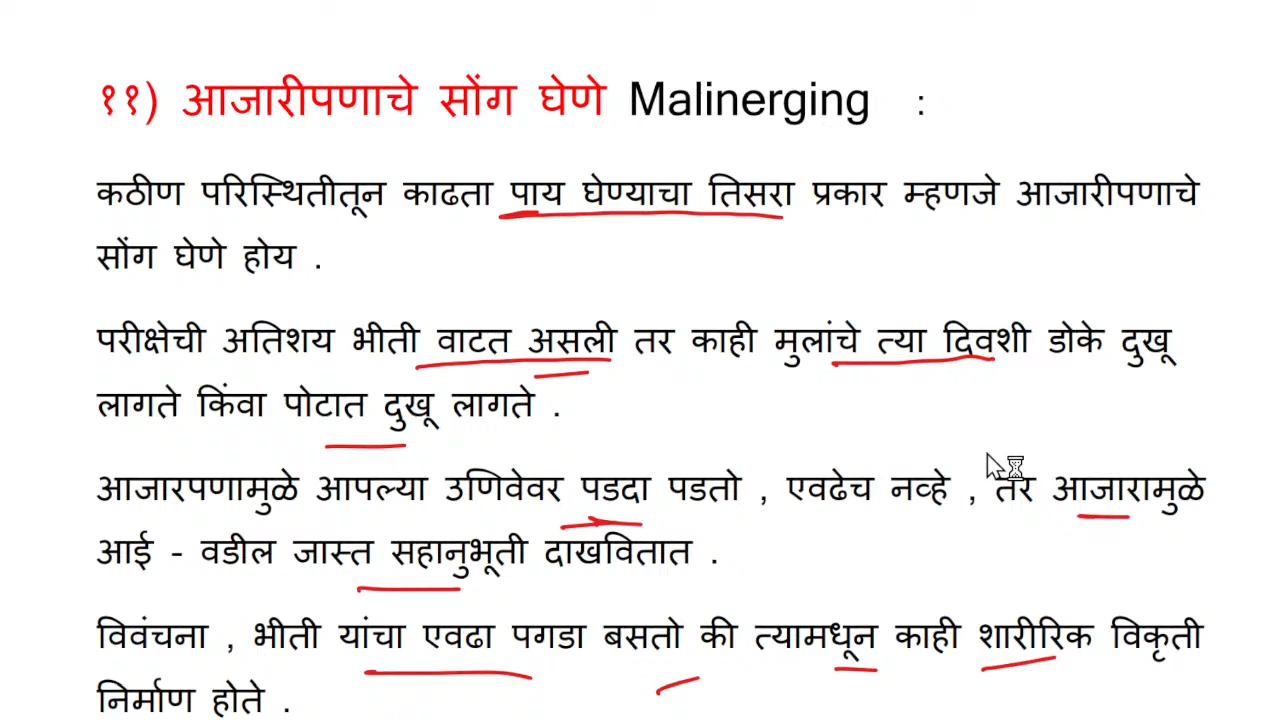 ११) आजारीपणाचे सोंग घेणे Malinerging :
कठीण परिस्थितीतून काढता पाय घेण्याचा तिसरा प्रकार म्हणजे आजारीपणाचे
सोंग घेणे होय .
परीक्षेची अतिशय भीती वाटत असली तर काही मुलांचे त्या दिवशी डोके दुखू
लागते किंवा पोटात दुखू लागते .
आजारपणामुळे आपल्या उणिवेवर पडदा पडतो , एवढेच नव्हे , तर आजारामुळे
आई - वडील जास्त सहानुभूती दाखवितात .
विवंचना , भीती यांचा एवढा पगडा बसतो की त्यामधून काही शारीरिक विकृती
निर्माण होते .